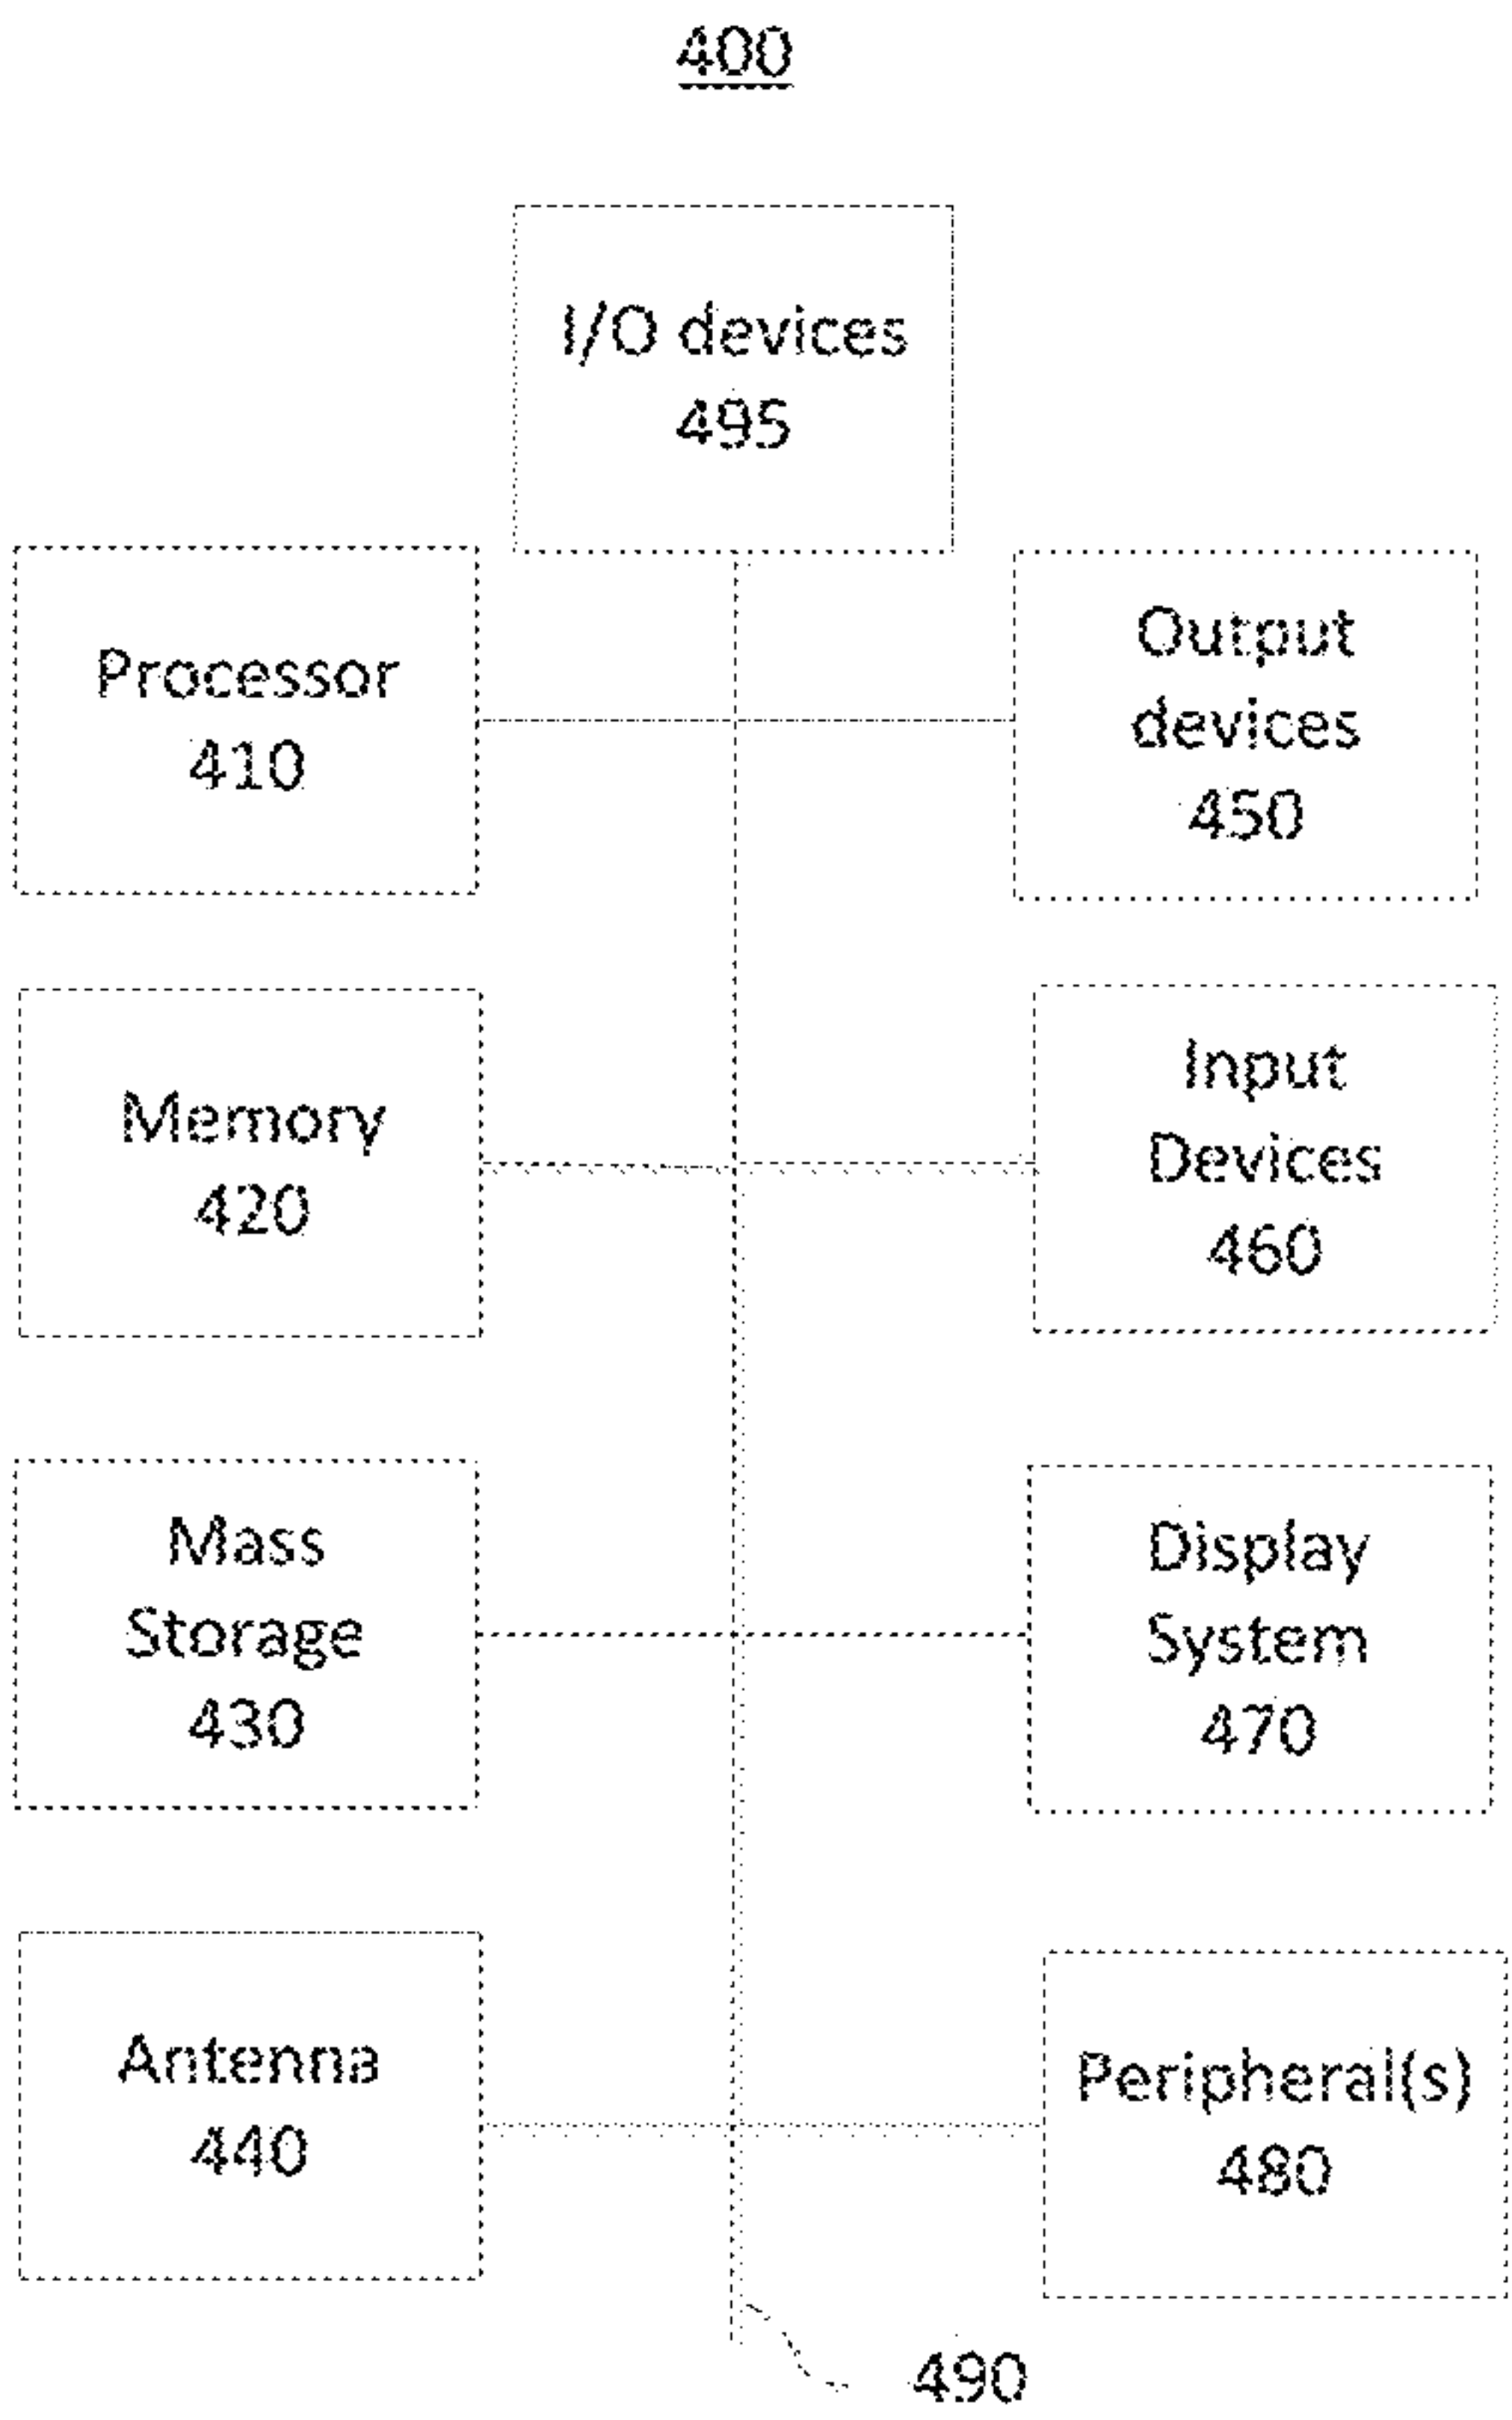 400
I/O devices
495
Processor
410
Output
devices
450
Memory
420
Input
Devices
460
Mass
Storage
430
Display
System
470
Antenna
440
Peripheral(s)
480
490